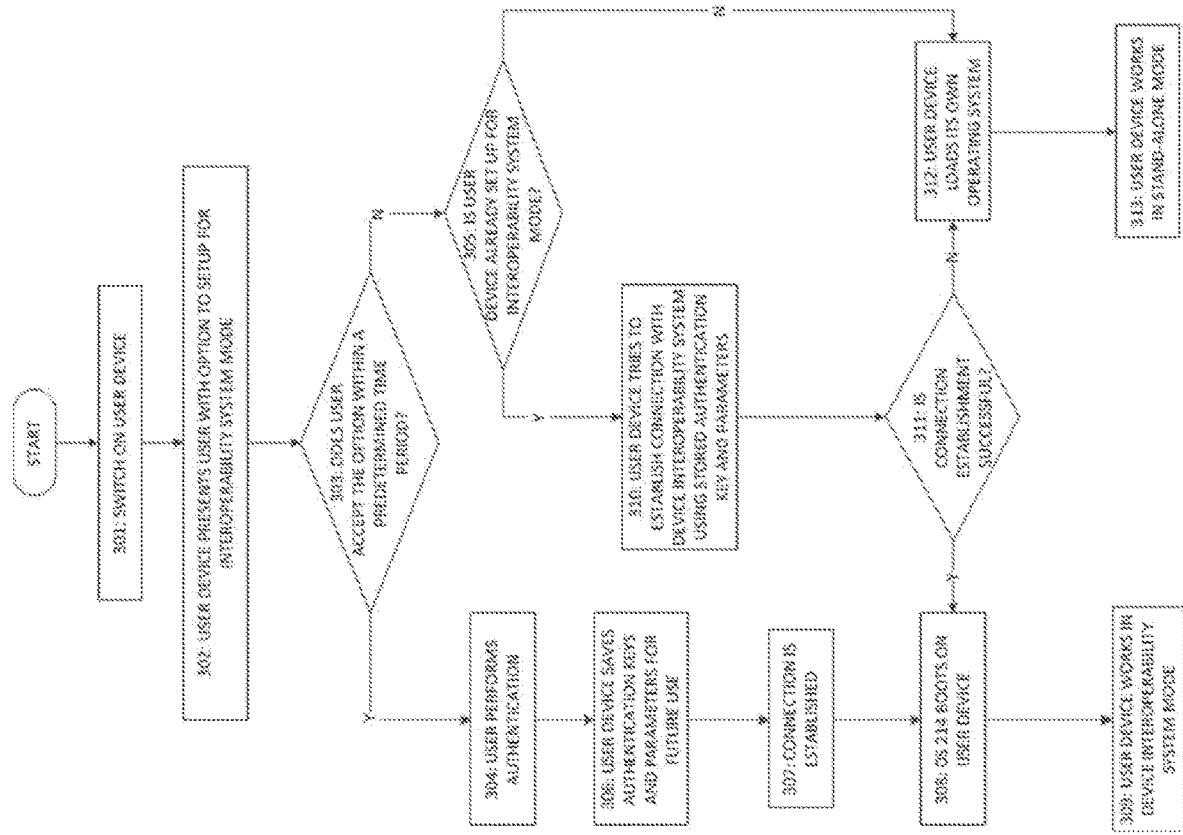 START
301: SWITCH ON USER DEVICE
302: USER DEVICE PRESENTS USER WITH OPTION TO SETUP FOR
INTEROPERABILITY SYSTEM MODE
303: DOES USER
ACCEPT THE OPTION WITHIN A
PREDETERMINED TIME
PERIOD?
Y
N
304: USER PERFORMS
AUTHENTICATION
305: IS USER
DEVICE ALREADY SET UP FOR
INTEROPERABILITY SYSTEM
MODE?
Y
N
306: USER DEVICE SAVES
AUTHENTICATION KEYS
AND PARAMETERS FOR
FUTURE USE
310: USER DEVICE TRIES TO
ESTABLISH CONNECTION WITH
DEVICE INTEROPERABILITY SYSTEM
USING STORED AUTHENTICATION
KEY AND PARAMETERS
307: CONNECTION IS
ESTABLISHED
311: IS
CONNECTION
ESTABLISHMENT
SUCCESSFUL?
Y
N
308: OS 214 BOOTS ON
USER DEVICE
312: USER DEVICE
LOADS ITS OWN
OPERATING SYSTEM
309: USER DEVICE WORKS IN
DEVICE INTEROPERABILITY
SYSTEM MODE
313: USER DEVICE WORKS
IN STAND-ALONE MODE